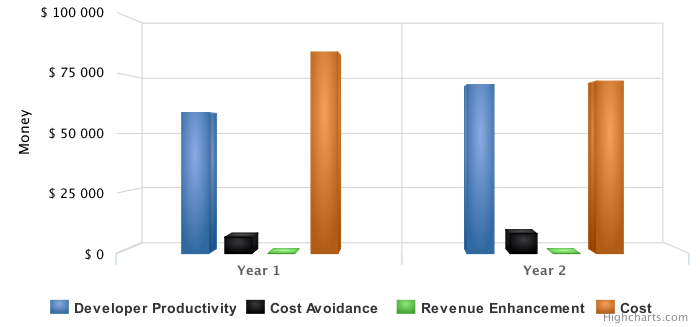 $ 100 000
$ 75 000
$ 50 000
$ 25 000
$ 0
Money
Year 1
Year 2
Developer Productivity
Cost Avoidance
Revenue Enhancement
Cost
Highcharts.com